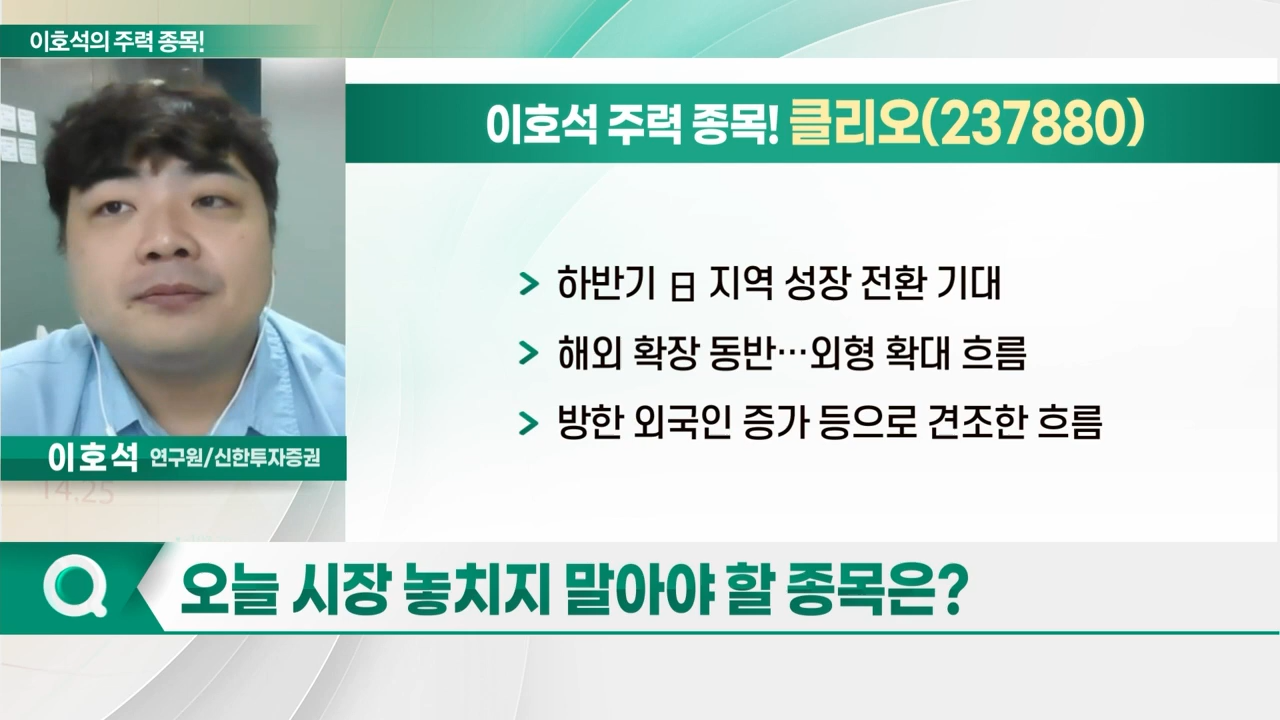 이호석의 주력 종목!
이호석 주력 종목! 클리오(237880)
> 하반기 日 지역 성장 전환 기대
> 해외 확장 동반…외형 확대 흐름
> 방한 외국인 증가 등으로 견조한 흐름
이호석 연구원/신한투자증권
14.25
Q 오늘 시장 놓치지 말아야 할 종목은?